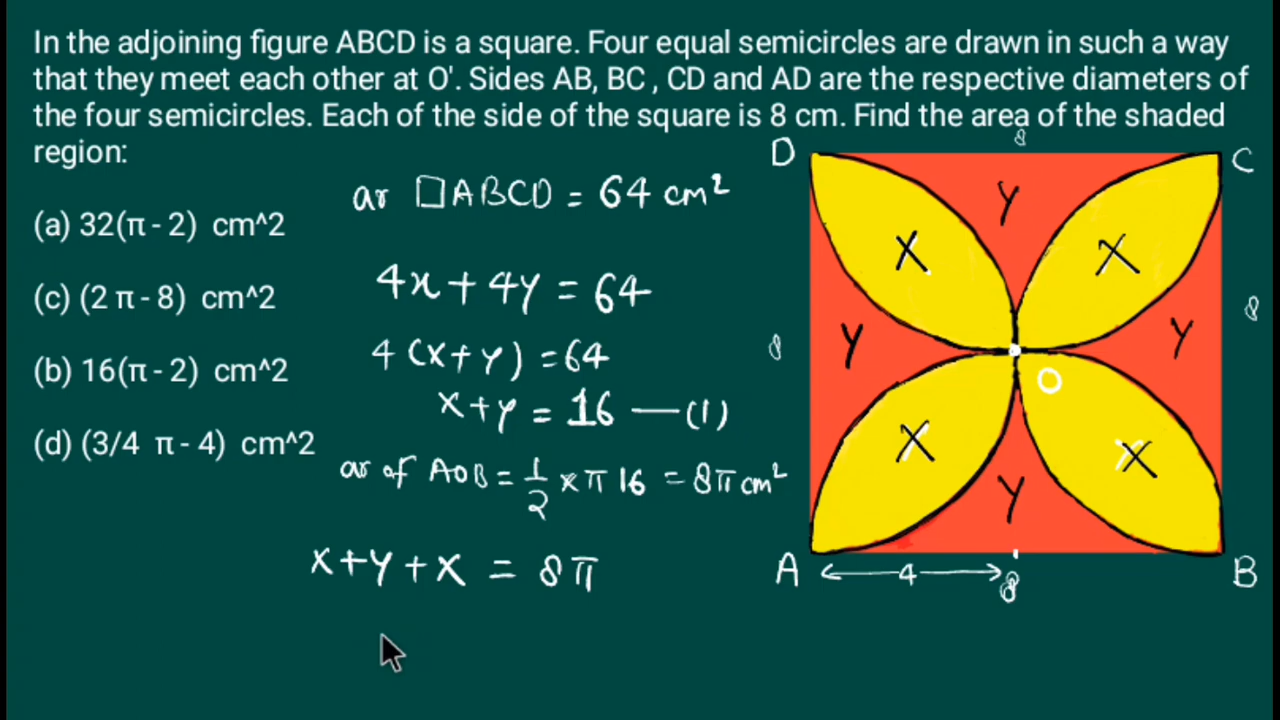 In the adjoining figure ABCD is a square. Four equal semicircles are drawn in such a way
that they meet each other at O'. Sides AB, BC , CD and AD are the respective diameters of
the four semicircles. Each of the side of the square is 8 cm. Find the area of the shaded
region:
(a) 32(π - 2) cm^2
(c) (2 π - 8) cm^2
(b) 16(π - 2) cm^2
(d) (3/4 π - 4) cm^2
ar □ABCD = 64 cm²
4x + 4y = 64
4 (x+y) = 64
x+y = 16 —(1)
ar of AOB = 1/2 × π 16 = 8π cm²
x+y+x = 8π
8
D
C
y
x
x
8
y
y
8
O
x
x
y
A
4
8
B